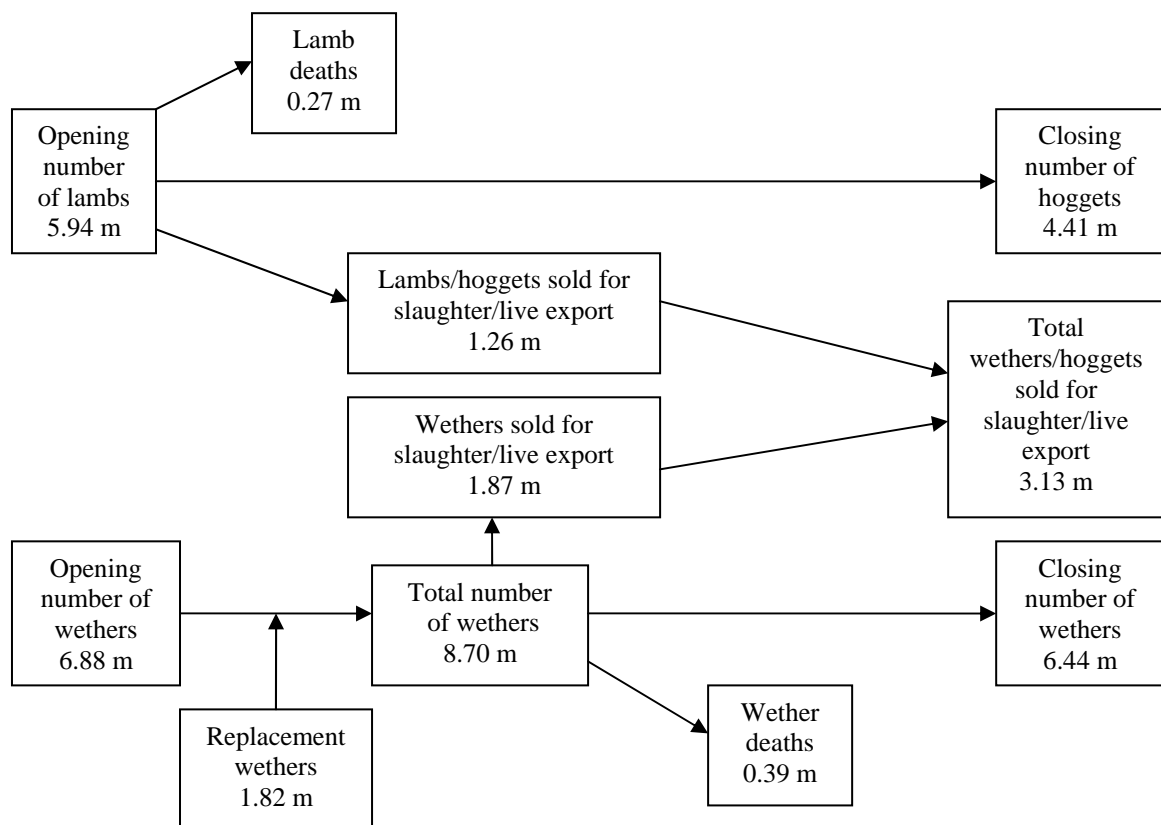 Lamb
deaths
0.27 m
Opening
number
of lambs
5.94 m
Closing
number of
hoggets
4.41 m
Lambs/hoggets sold for
slaughter/live export
1.26 m
Total
wethers/hoggets
sold for
slaughter/live
export
3.13 m
Wethers sold for
slaughter/live export
1.87 m
Opening
number of
wethers
6.88 m
Total number
of wethers
8.70 m
Closing
number of
wethers
6.44 m
Replacement
wethers
1.82 m
Wether
deaths
0.39 m